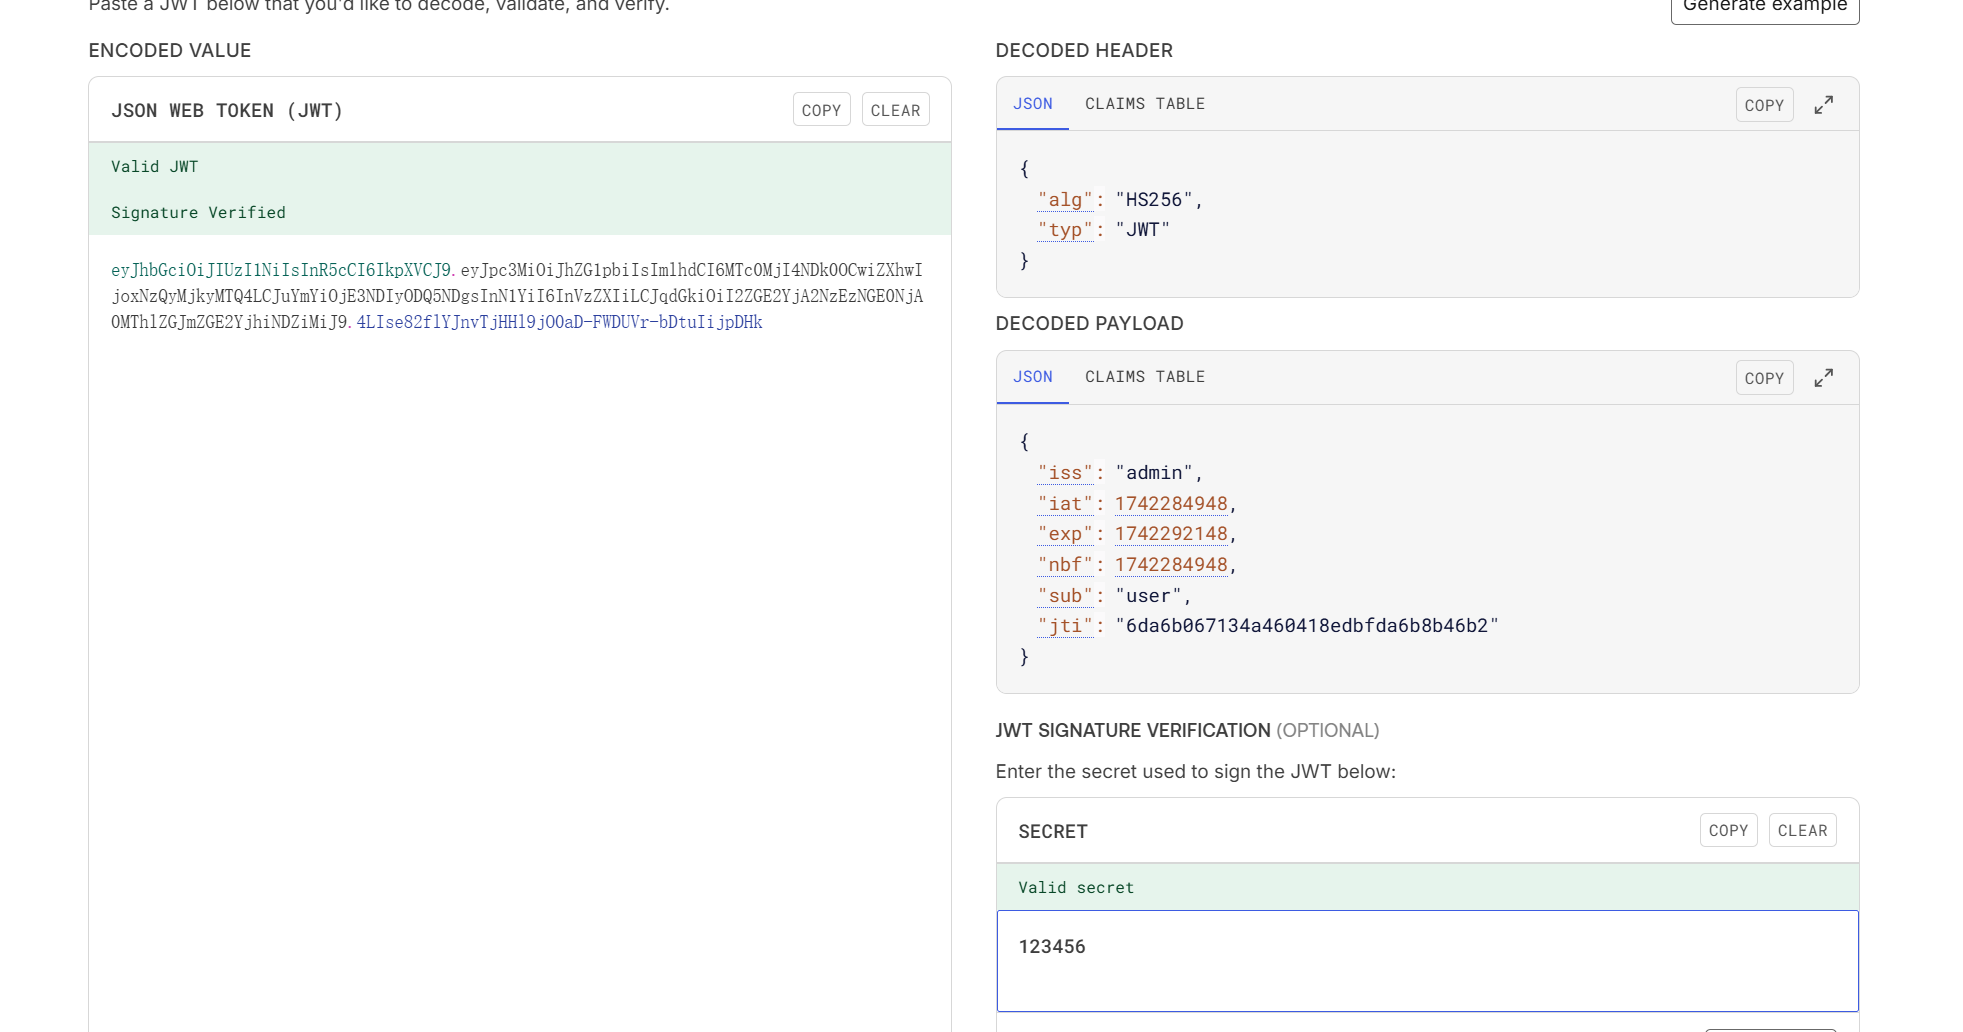 Paste a JWT below that you'd like to decode, validate, and verify.
Generate example
ENCODED VALUE
JSON WEB TOKEN (JWT)
COPY
CLEAR
Valid JWT
Signature Verified
eyJhbGciOiJIUzI1NiIsInR5cCI6IkpXVCJ9.eyJpc3MiOiJhZG1pbiIsImlhdCI6MTc0MjI4NDk0OCwiZXhwI
joxNzQyMjkyMTQ4LCJuYmYiOjE3NDIyODQ5NDgsInN1YiI6InVzZXIiLCJqdGkiOiI2ZGE2YjA2NzEzNGE0NjA
0MThlZGJmZGE2YjhiNDZiMiJ9.4LIse82flYJnvTjHHl9jO0aD-FWDUVr-bDtuIijpDHk
DECODED HEADER
JSON
CLAIMS TABLE
COPY
{
"alg": "HS256",
"typ": "JWT"
}
DECODED PAYLOAD
JSON
CLAIMS TABLE
COPY
{
"iss": "admin",
"iat": 1742284948,
"exp": 1742292148,
"nbf": 1742284948,
"sub": "user",
"jti": "6da6b067134a460418edbfda6b8b46b2"
}
JWT SIGNATURE VERIFICATION (OPTIONAL)
Enter the secret used to sign the JWT below:
SECRET
COPY
CLEAR
Valid secret
123456